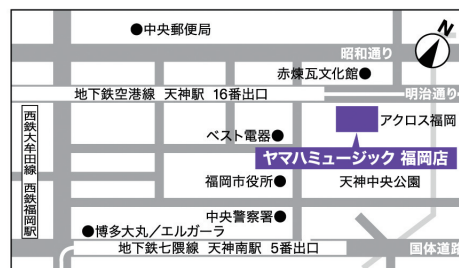 N
●中央郵便局
昭和通り
赤煉瓦文化館●
地下鉄空港線 天神駅 16番出口
明治通り
アクロス福岡
ベスト電器●
ヤマハミュージック 福岡店
西鉄大牟田線 西鉄福岡駅
福岡市役所●
天神中央公園
中央警察署●
●博多大丸／エルガーラ
地下鉄七隈線 天神南駅 5番出口
国体道路